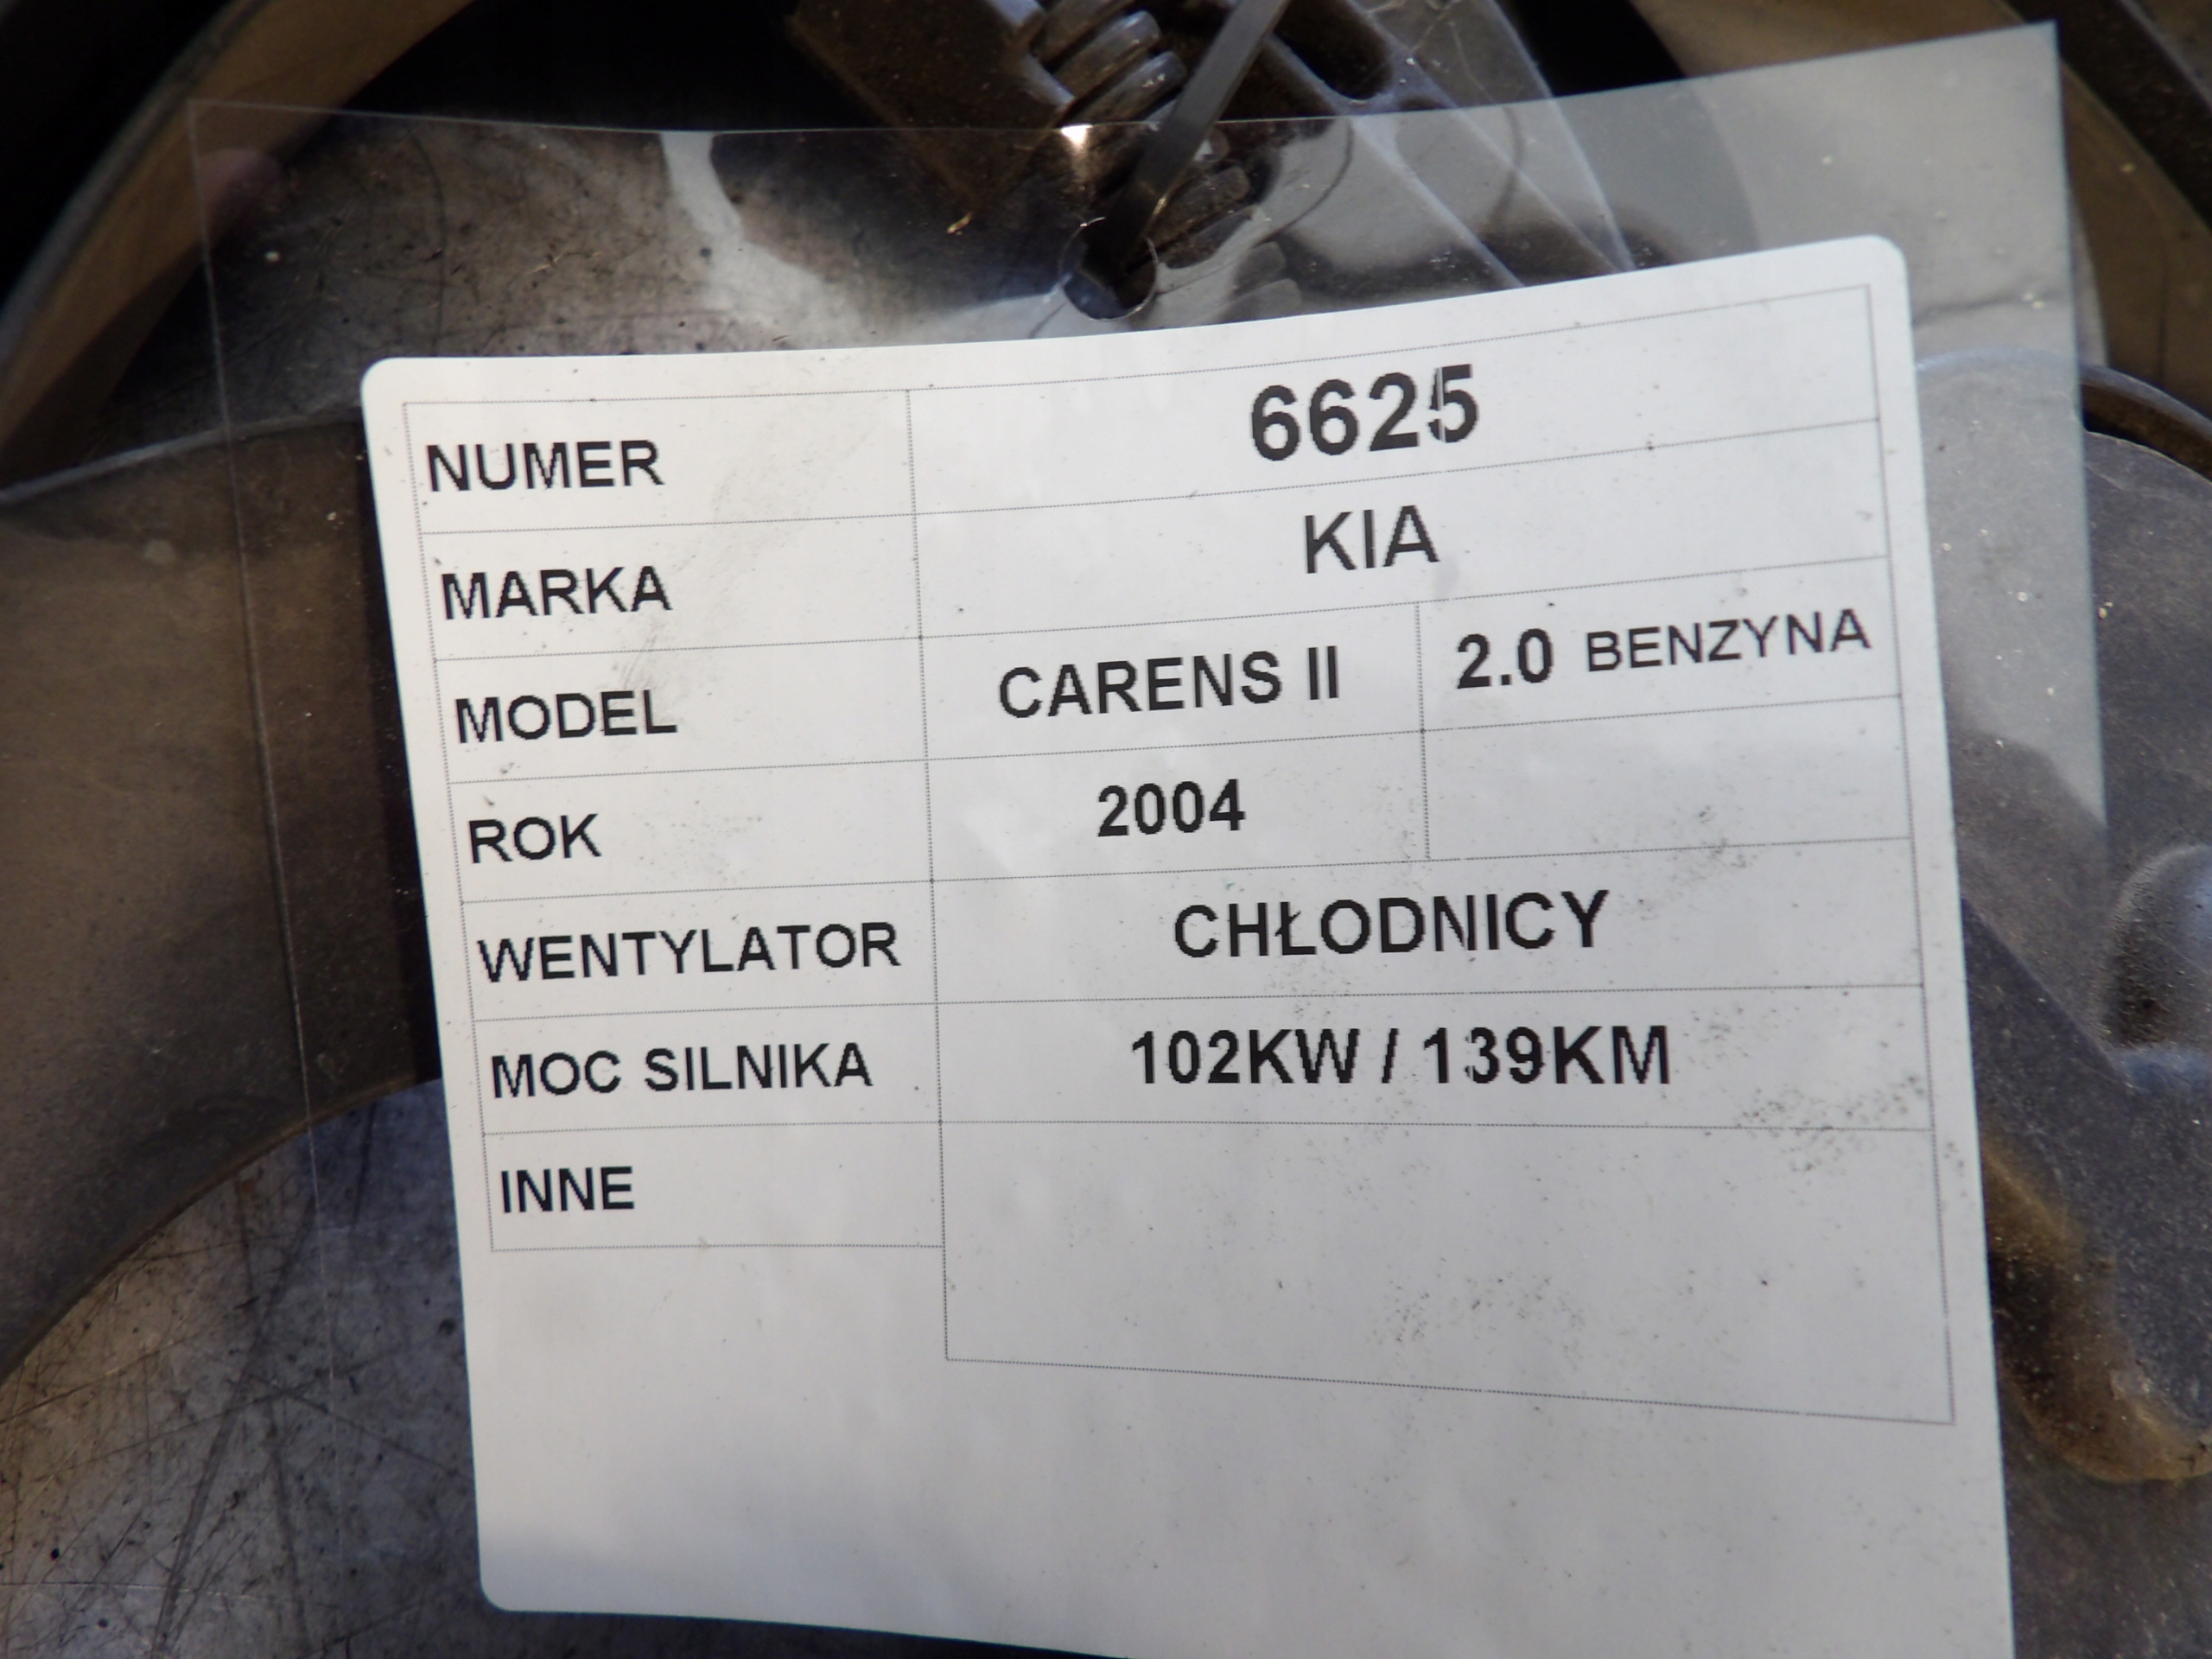 NUMER 6625
MARKA KIA
MODEL CARENS II 2.0 BENZYNA
ROK 2004
WENTYLATOR CHŁODNICY
MOC SILNIKA 102KW / 139KM
INNE